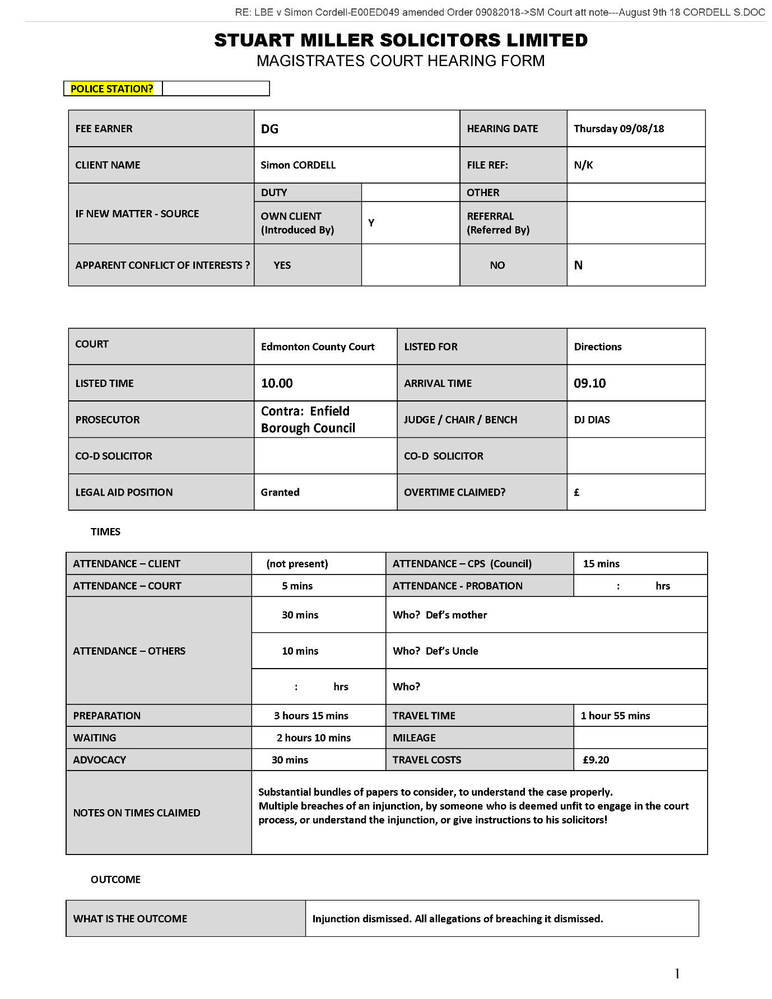 RE: LBE v Simon Cordell-E00ED049 amended Order 09082018->SM Court att note---August 9th 18 CORDELL S.DOC
STUART MILLER SOLICITORS LIMITED
MAGISTRATES COURT HEARING FORM
POLICE STATION?
FEE EARNER DG HEARING DATE Thursday 09/08/18
CLIENT NAME Simon CORDELL FILE REF: N/K
IF NEW MATTER - SOURCE
DUTY OTHER
OWN CLIENT
(Introduced By)
Y
REFERRAL
(Referred By)
APPARENT CONFLICT OF INTERESTS ? YES NO N
COURT Edmonton County Court LISTED FOR Directions
LISTED TIME 10.00 ARRIVAL TIME 09.10
PROSECUTOR
Contra: Enfield
Borough Council
JUDGE / CHAIR / BENCH DJ DIAS
CO-D SOLICITOR CO-D SOLICITOR
LEGAL AID POSITION Granted OVERTIME CLAIMED? £
TIMES
ATTENDANCE – CLIENT (not present) ATTENDANCE – CPS (Council) 15 mins
ATTENDANCE – COURT 5 mins ATTENDANCE - PROBATION : hrs
ATTENDANCE – OTHERS
30 mins Who? Def’s mother
10 mins Who? Def’s Uncle
: hrs Who?
PREPARATION 3 hours 15 mins TRAVEL TIME 1 hour 55 mins
WAITING 2 hours 10 mins MILEAGE
ADVOCACY 30 mins TRAVEL COSTS £9.20
NOTES ON TIMES CLAIMED
Substantial bundles of papers to consider, to understand the case properly.
Multiple breaches of an injunction, by someone who is deemed unfit to engage in the court
process, or understand the injunction, or give instructions to his solicitors!
OUTCOME
WHAT IS THE OUTCOME Injunction dismissed. All allegations of breaching it dismissed.
1